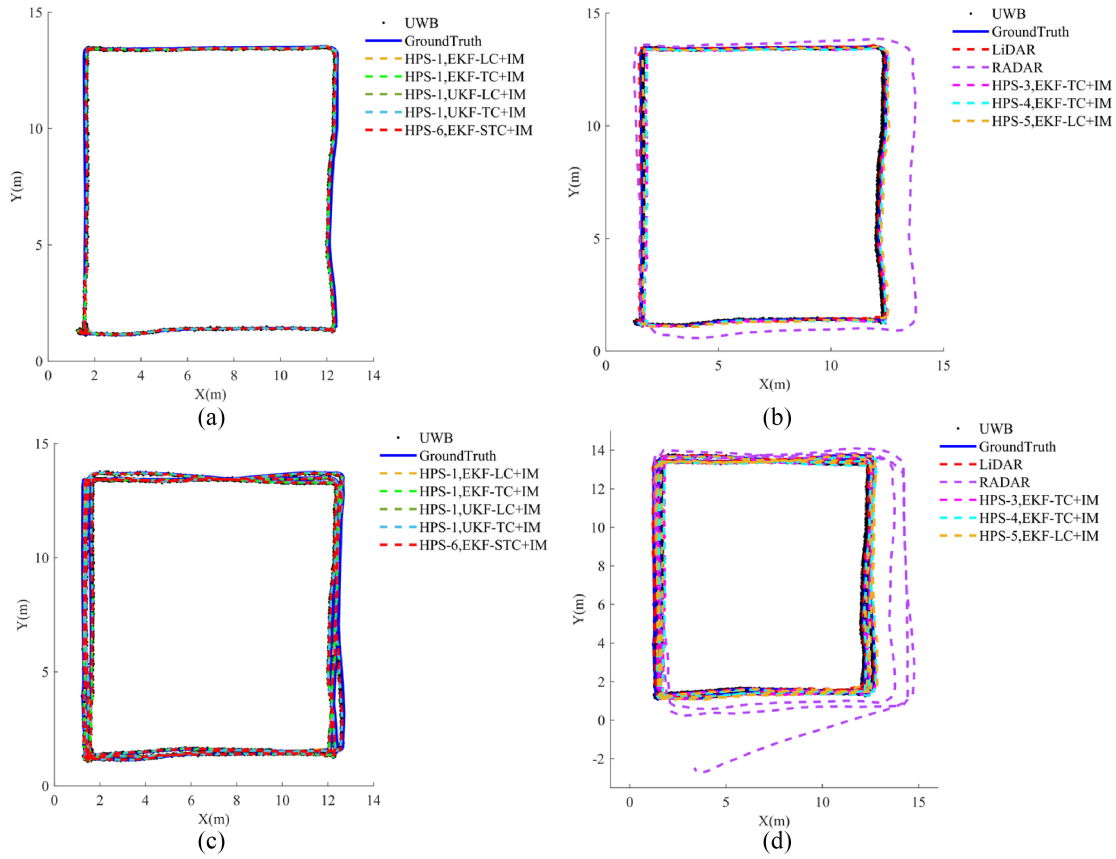 15
10
5
0
Y(m)
0
2
4
6
8
10
12
14
X(m)
UWB
GroundTruth
HPS-1,EKF-LC+IM
HPS-1,EKF-TC+IM
HPS-1,UKF-LC+IM
HPS-1,UKF-TC+IM
HPS-6,EKF-STC+IM
(a)
15
10
5
0
Y(m)
0
5
10
15
X(m)
UWB
GroundTruth
LiDAR
RADAR
HPS-3,EKF-TC+IM
HPS-4,EKF-TC+IM
HPS-5,EKF-LC+IM
(b)
15
10
5
0
Y(m)
0
2
4
6
8
10
12
14
X(m)
UWB
GroundTruth
HPS-1,EKF-LC+IM
HPS-1,EKF-TC+IM
HPS-1,UKF-LC+IM
HPS-1,UKF-TC+IM
HPS-6,EKF-STC+IM
(c)
14
12
10
8
6
4
2
0
-2
Y(m)
0
5
10
15
X(m)
UWB
GroundTruth
LiDAR
RADAR
HPS-3,EKF-TC+IM
HPS-4,EKF-TC+IM
HPS-5,EKF-LC+IM
(d)